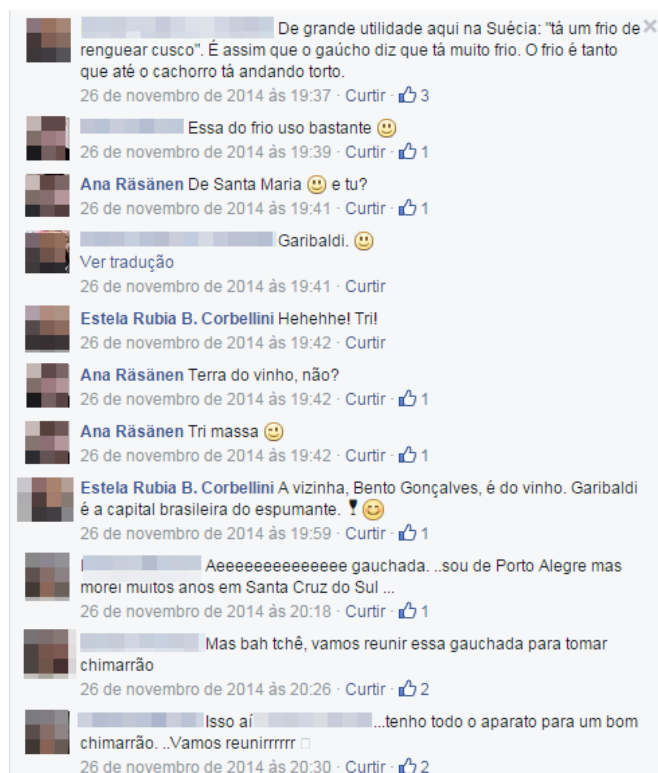 De grande utilidade aqui na Suécia: "tá um frio de
renguear cusco". É assim que o gaúcho diz que tá muito frio. O frio é tanto
que até o cachorro tá andando torto.
26 de novembro de 2014 às 19:37 · Curtir · 3
Essa do frio uso bastante
26 de novembro de 2014 às 19:39 · Curtir · 1
Ana Räsänen De Santa Maria e tu?
26 de novembro de 2014 às 19:41 · Curtir · 1
Garibaldi.
Ver tradução
26 de novembro de 2014 às 19:41 · Curtir
Estela Rubia B. Corbellini Hehehhe! Tri!
26 de novembro de 2014 às 19:42 · Curtir
Ana Räsänen Terra do vinho, não?
26 de novembro de 2014 às 19:42 · Curtir · 1
Ana Räsänen Tri massa
26 de novembro de 2014 às 19:42 · Curtir · 1
Estela Rubia B. Corbellini A vizinha, Bento Gonçalves, é do vinho. Garibaldi
é a capital brasileira do espumante.
26 de novembro de 2014 às 19:59 · Curtir · 1
Aeeeeeeeeeeeeee gauchada. ..sou de Porto Alegre mas
morei muitos anos em Santa Cruz do Sul ...
26 de novembro de 2014 às 20:18 · Curtir · 1
Mas bah tchê, vamos reunir essa gauchada para tomar
chimarrão
26 de novembro de 2014 às 20:26 · Curtir · 2
Isso aí ...tenho todo o aparato para um bom
chimarrão. ..Vamos reunirrrrrr
26 de novembro de 2014 às 20:30 · Curtir · 2